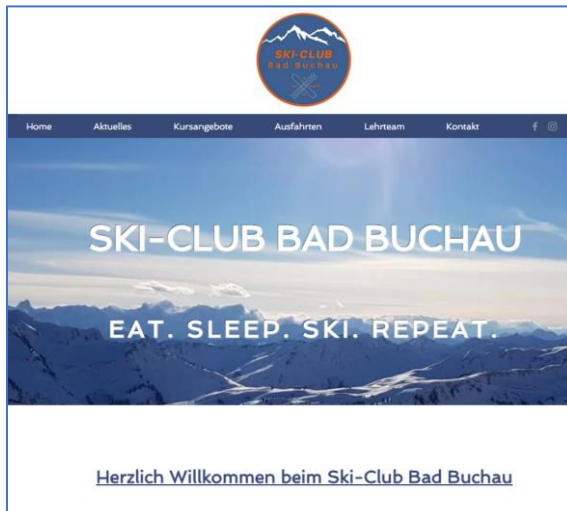 SKI-CLUB
Bad Buchau
Home Aktuelles Kursangebote Ausfahrten Lehrteam Kontakt
SKI-CLUB BAD BUCHAU
EAT. SLEEP. SKI. REPEAT.
Herzlich Willkommen beim Ski-Club Bad Buchau